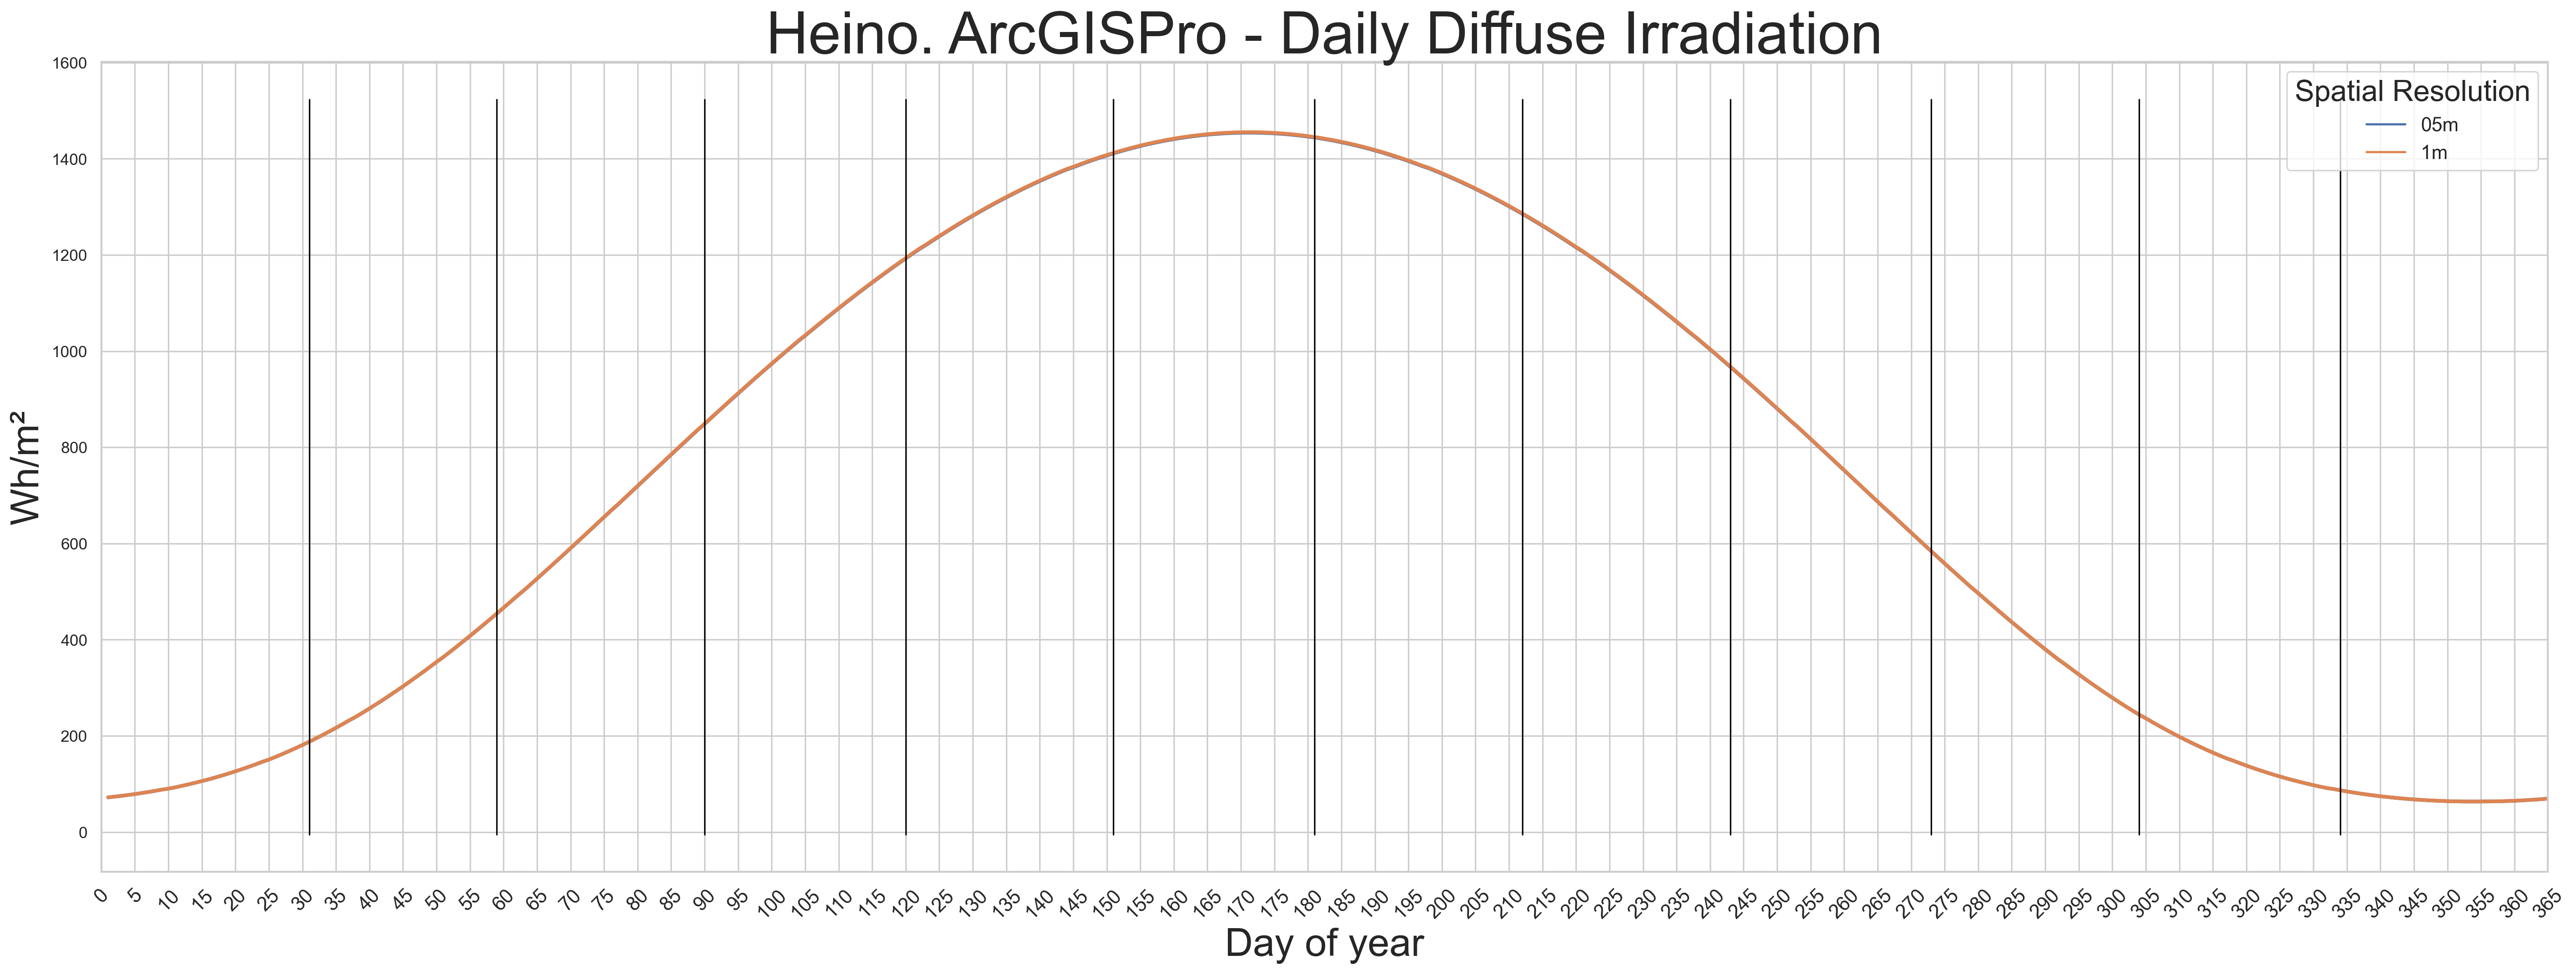 Heino. ArcGISPro - Daily Diffuse Irradiation
Spatial Resolution
05m
1m
Wh/m²
1600
1400
1200
1000
800
600
400
200
0
0 5 10 15 20 25 30 35 40 45 50 55 60 65 70 75 80 85 90 95 100 105 110 115 120 125 130 135 140 145 150 155 160 165 170 175 180 185 190 195 200 205 210 215 220 225 230 235 240 245 250 255 260 265 270 275 280 285 290 295 300 305 310 315 320 325 330 335 340 345 350 355 360 365
Day of year